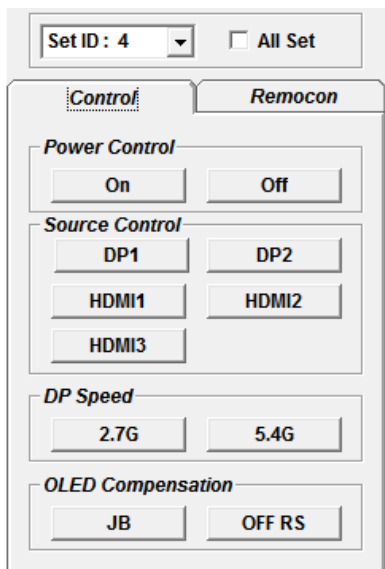 Set ID : 4 All Set
Control Remocon
Power Control
On Off
Source Control
DP1 DP2
HDMI1 HDMI2
HDMI3
DP Speed
2.7G 5.4G
OLED Compensation
JB OFF RS